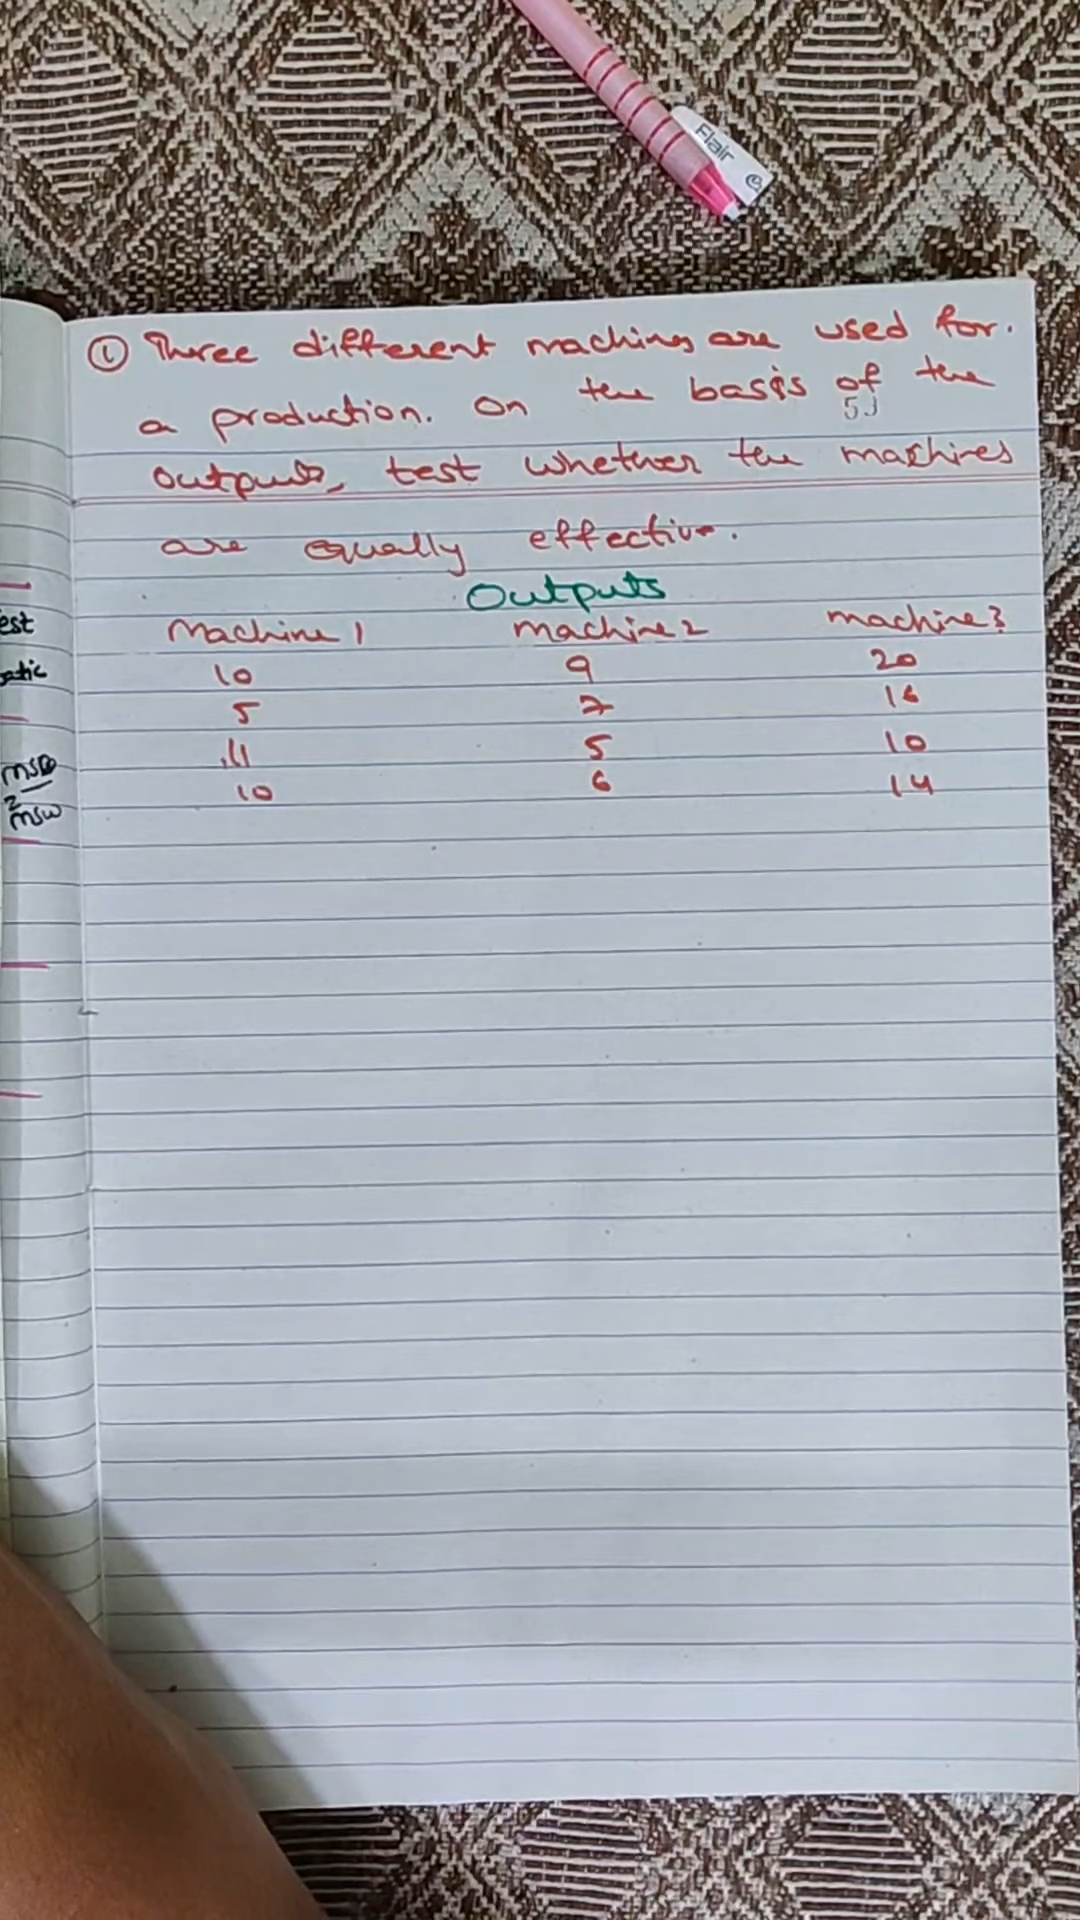 Flair
① Three different machines are used for.
a production. On the basis of the
53
outputs, test whether the machines
are equally effective.
Outputs
Machine 1 Machine 2 machine 3
10 9 20
5 7 16
11 5 10
10 6 14
est
msw